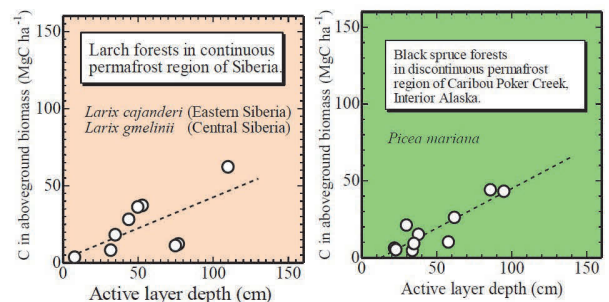 C in aboveground biomass (MgC ha⁻¹)
150
100
50
0
Larch forests in continuous
permafrost region of Siberia.
Larix cajanderi (Eastern Siberia)
Larix gmelinii (Central Siberia)
0
50
100
150
Active layer depth (cm)
C in aboveground biomass (MgC ha⁻¹)
150
100
50
0
Black spruce forests
in discontinuous permafrost
region of Caribou Poker Creek,
Interior Alaska.
Picea mariana
0
50
100
150
Active layer depth (cm)